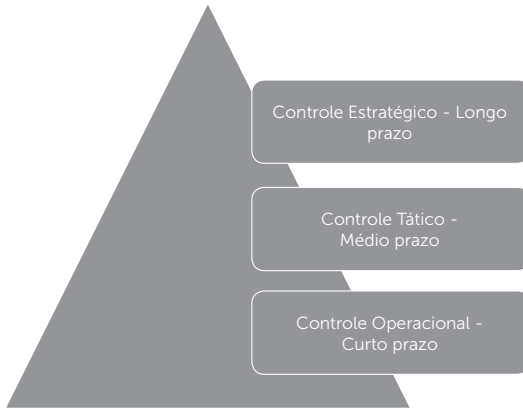 Controle Estratégico - Longo
prazo
Controle Tático -
Médio prazo
Controle Operacional -
Curto prazo